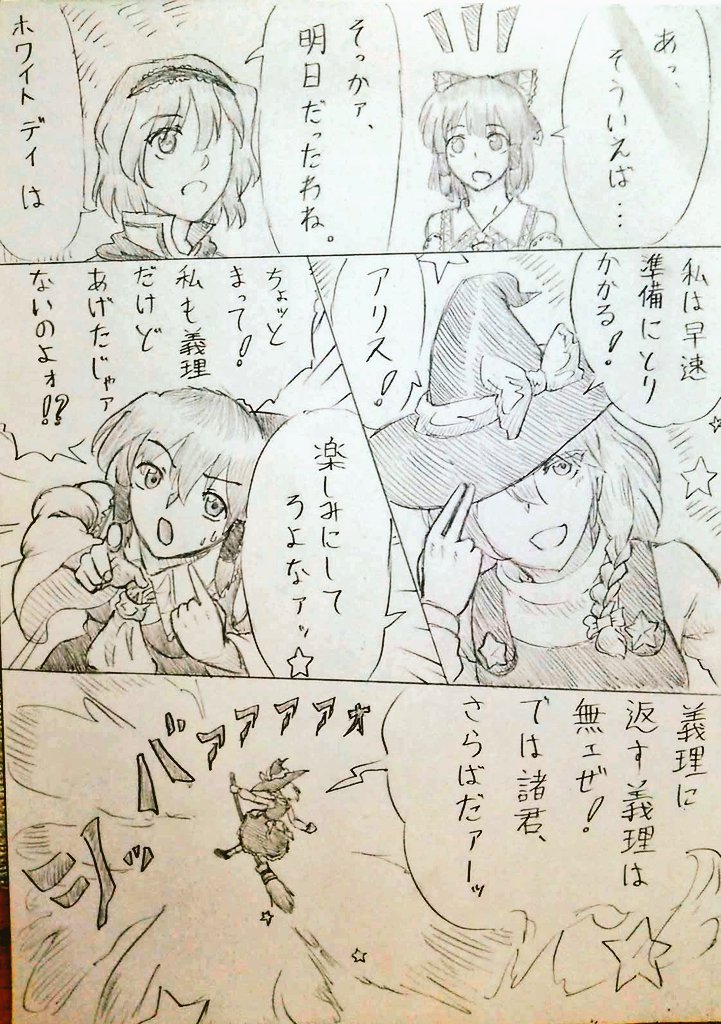 あっ、
そういえば・・・
そっかァ、
明日だったわね。
ホワイトデイは
私は早速
準備にとり
かかる!
アリス!
楽しみにして
ろよなァッ☆
ちょッと
まって!
私も義理
だけど
あげたじゃァ
ないのよォ!?
義理に
返す義理は
無ェぜ!
では諸君、
さらばだァーッ
バァァァァォ
ジッ